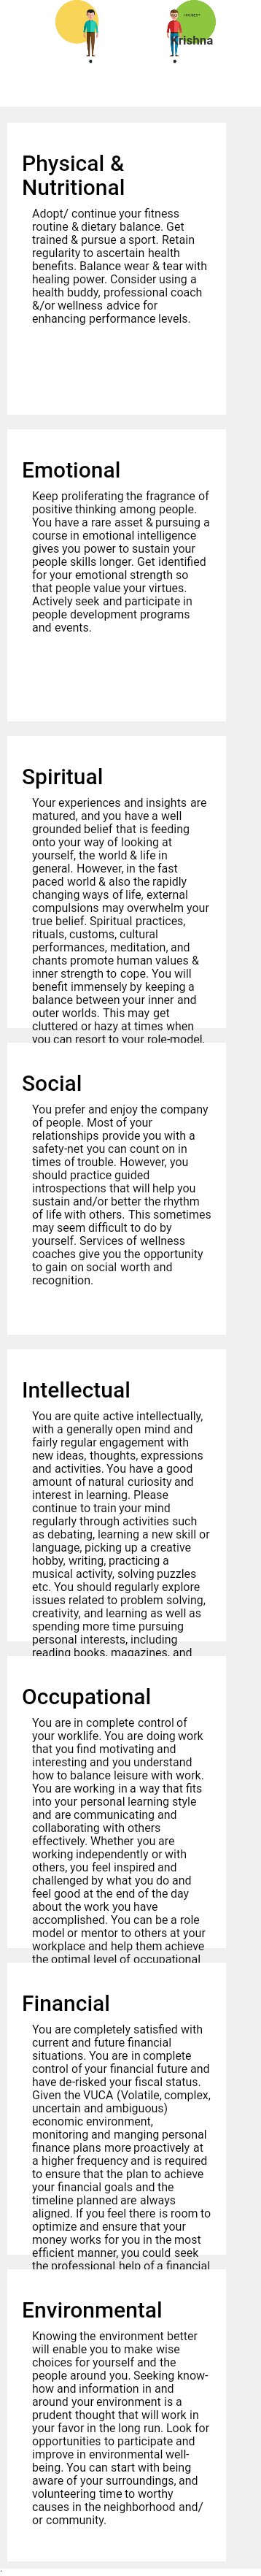 Krishna
Physical &
Nutritional
Adopt/ continue your fitness
routine & dietary balance. Get
trained & pursue a sport. Retain
regularity to ascertain health
benefits. Balance wear & tear with
healing power. Consider using a
health buddy, professional coach
&/or wellness advice for
enhancing performance levels.
Emotional
Keep proliferating the fragrance of
positive thinking among people.
You have a rare asset & pursuing a
course in emotional intelligence
gives you power to sustain your
people skills longer. Get identified
for your emotional strength so
that people value your virtues.
Actively seek and participate in
people development programs
and events.
Spiritual
Your experiences and insights are
matured, and you have a well
grounded belief that is feeding
onto your way of looking at
yourself, the world & life in
general. However, in the fast
paced world & also the rapidly
changing ways of life, external
compulsions may overwhelm your
true belief. Spiritual practices,
rituals, customs, cultural
performances, meditation, and
chants promote human values &
inner strength to cope. You will
benefit immensely by keeping a
balance between your inner and
outer worlds. This may get
cluttered or hazy at times when
you can resort to your role-model.
Social
You prefer and enjoy the company
of people. Most of your
relationships provide you with a
safety-net you can count on in
times of trouble. However, you
should practice guided
introspections that will help you
sustain and/or better the rhythm
of life with others. This sometimes
may seem difficult to do by
yourself. Services of wellness
coaches give you the opportunity
to gain on social worth and
recognition.
Intellectual
You are quite active intellectually,
with a generally open mind and
fairly regular engagement with
new ideas, thoughts, expressions
and activities. You have a good
amount of natural curiosity and
interest in learning. Please
continue to train your mind
regularly through activities such
as debating, learning a new skill or
language, picking up a creative
hobby, writing, practicing a
musical activity, solving puzzles
etc. You should regularly explore
issues related to problem solving,
creativity, and learning as well as
spending more time pursuing
personal interests, including
reading books, magazines, and
Occupational
You are in complete control of
your worklife. You are doing work
that you find motivating and
interesting and you understand
how to balance leisure with work.
You are working in a way that fits
into your personal learning style
and are communicating and
collaborating with others
effectively. Whether you are
working independently or with
others, you feel inspired and
challenged by what you do and
feel good at the end of the day
about the work you have
accomplished. You can be a role
model or mentor to others at your
workplace and help them achieve
the optimal level of occupational
Financial
You are completely satisfied with
current and future financial
situations. You are in complete
control of your financial future and
have de-risked your fiscal status.
Given the VUCA (Volatile, complex,
uncertain and ambiguous)
economic environment,
monitoring and manging personal
finance plans more proactively at
a higher frequency and is required
to ensure that the plan to achieve
your financial goals and the
timeline planned are always
aligned. If you feel there is room to
optimize and ensure that your
money works for you in the most
efficient manner, you could seek
the professional help of a financial
Environmental
Knowing the environment better
will enable you to make wise
choices for yourself and the
people around you. Seeking know-
how and information in and
around your environment is a
prudent thought that will work in
your favor in the long run. Look for
opportunities to participate and
improve in environmental well-
being. You can start with being
aware of your surroundings, and
volunteering time to worthy
causes in the neighborhood and/
or community.